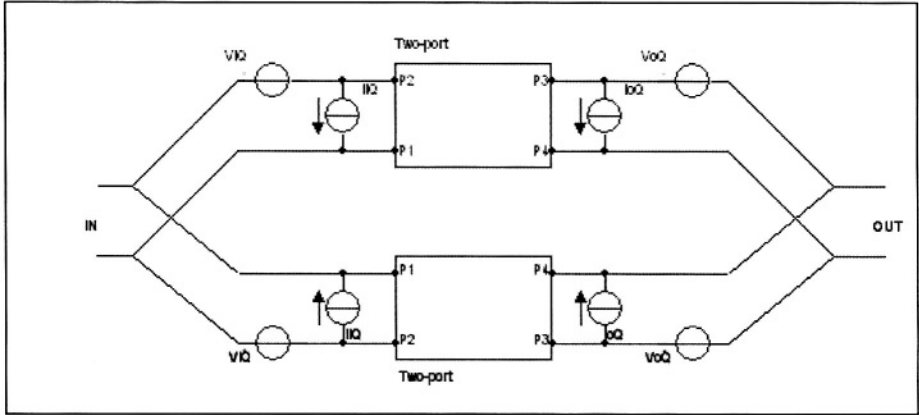 Two-port
VIQ
VoQ
P2
IIQ
P3
IoQ
P1
P4
IN
OUT
P1
P4
IIQ
IoQ
P2
P3
VIQ
VoQ
Two-port